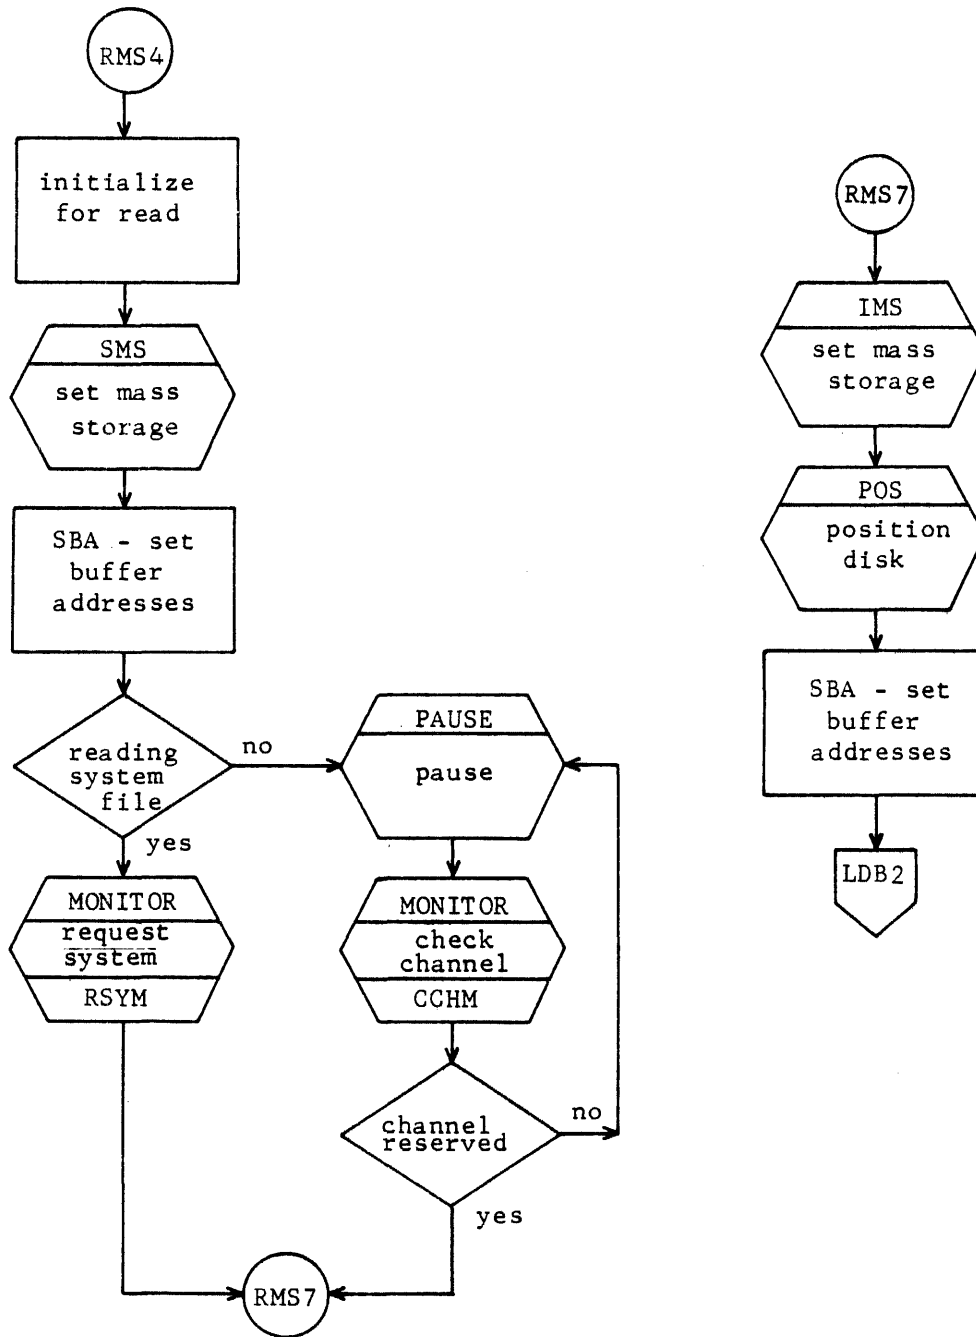 RMS4
initialize
for read
SMS
set mass
storage
SBA - set
buffer
addresses
reading
system
file
no
yes
MONITOR
request
system
RSYM
PAUSE
pause
MONITOR
check
channel
CCHM
channel
reserved
no
yes
RMS7
RMS7
IMS
set mass
storage
POS
position
disk
SBA - set
buffer
addresses
LDB2